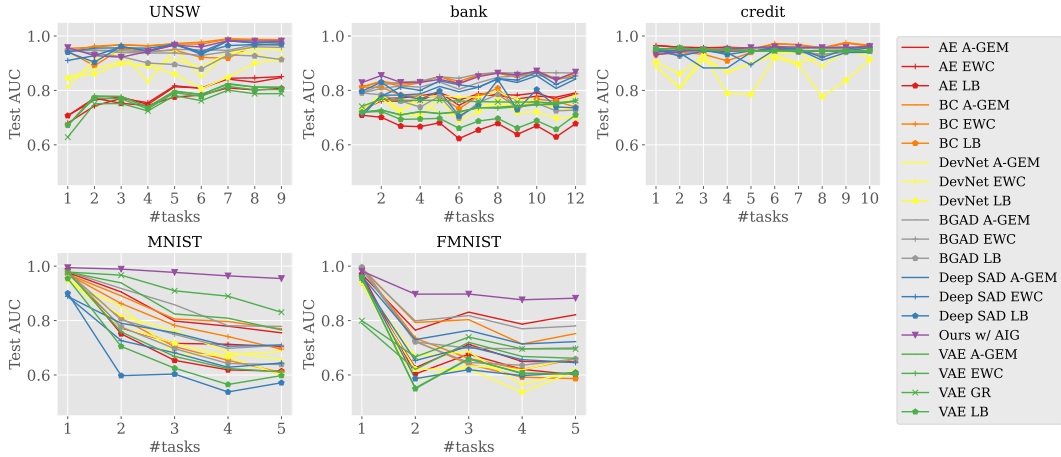 UNSW
bank
credit
Test AUC
1.0
0.8
0.6
1 2 3 4 5 6 7 8 9
#tasks
Test AUC
1.0
0.8
0.6
2 4 6 8 10 12
#tasks
Test AUC
1.0
0.8
0.6
1 2 3 4 5 6 7 8 9 10
#tasks
MNIST
FMNIST
Test AUC
1.0
0.8
0.6
1 2 3 4 5
#tasks
Test AUC
1.0
0.8
0.6
1 2 3 4 5
#tasks
AE A-GEM
AE EWC
AE LB
BC A-GEM
BC EWC
BC LB
DevNet A-GEM
DevNet EWC
DevNet LB
BGAD A-GEM
BGAD EWC
BGAD LB
Deep SAD A-GEM
Deep SAD EWC
Deep SAD LB
Ours w/ AIG
VAE A-GEM
VAE EWC
VAE GR
VAE LB